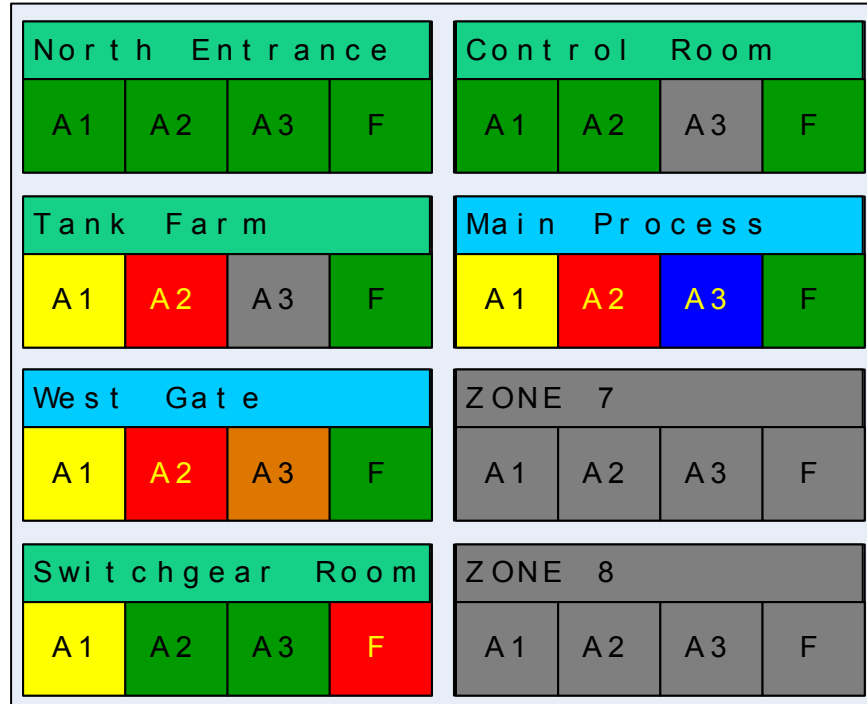 North Entrance
A1 A2 A3 F
Control Room
A1 A2 A3 F
Tank Farm
A1 A2 A3 F
Main Process
A1 A2 A3 F
West Gate
A1 A2 A3 F
ZONE 7
A1 A2 A3 F
Switchgear Room
A1 A2 A3 F
ZONE 8
A1 A2 A3 F